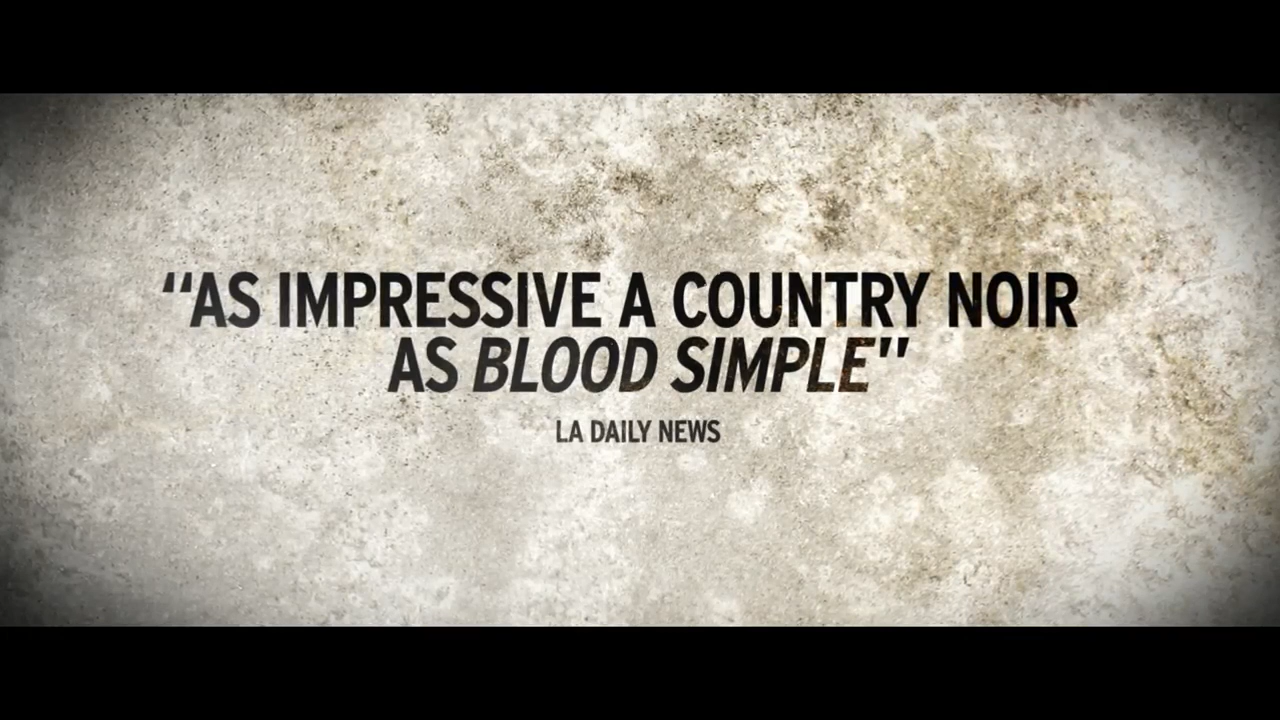 “AS IMPRESSIVE A COUNTRY NOIR
AS BLOOD SIMPLE”
LA DAILY NEWS